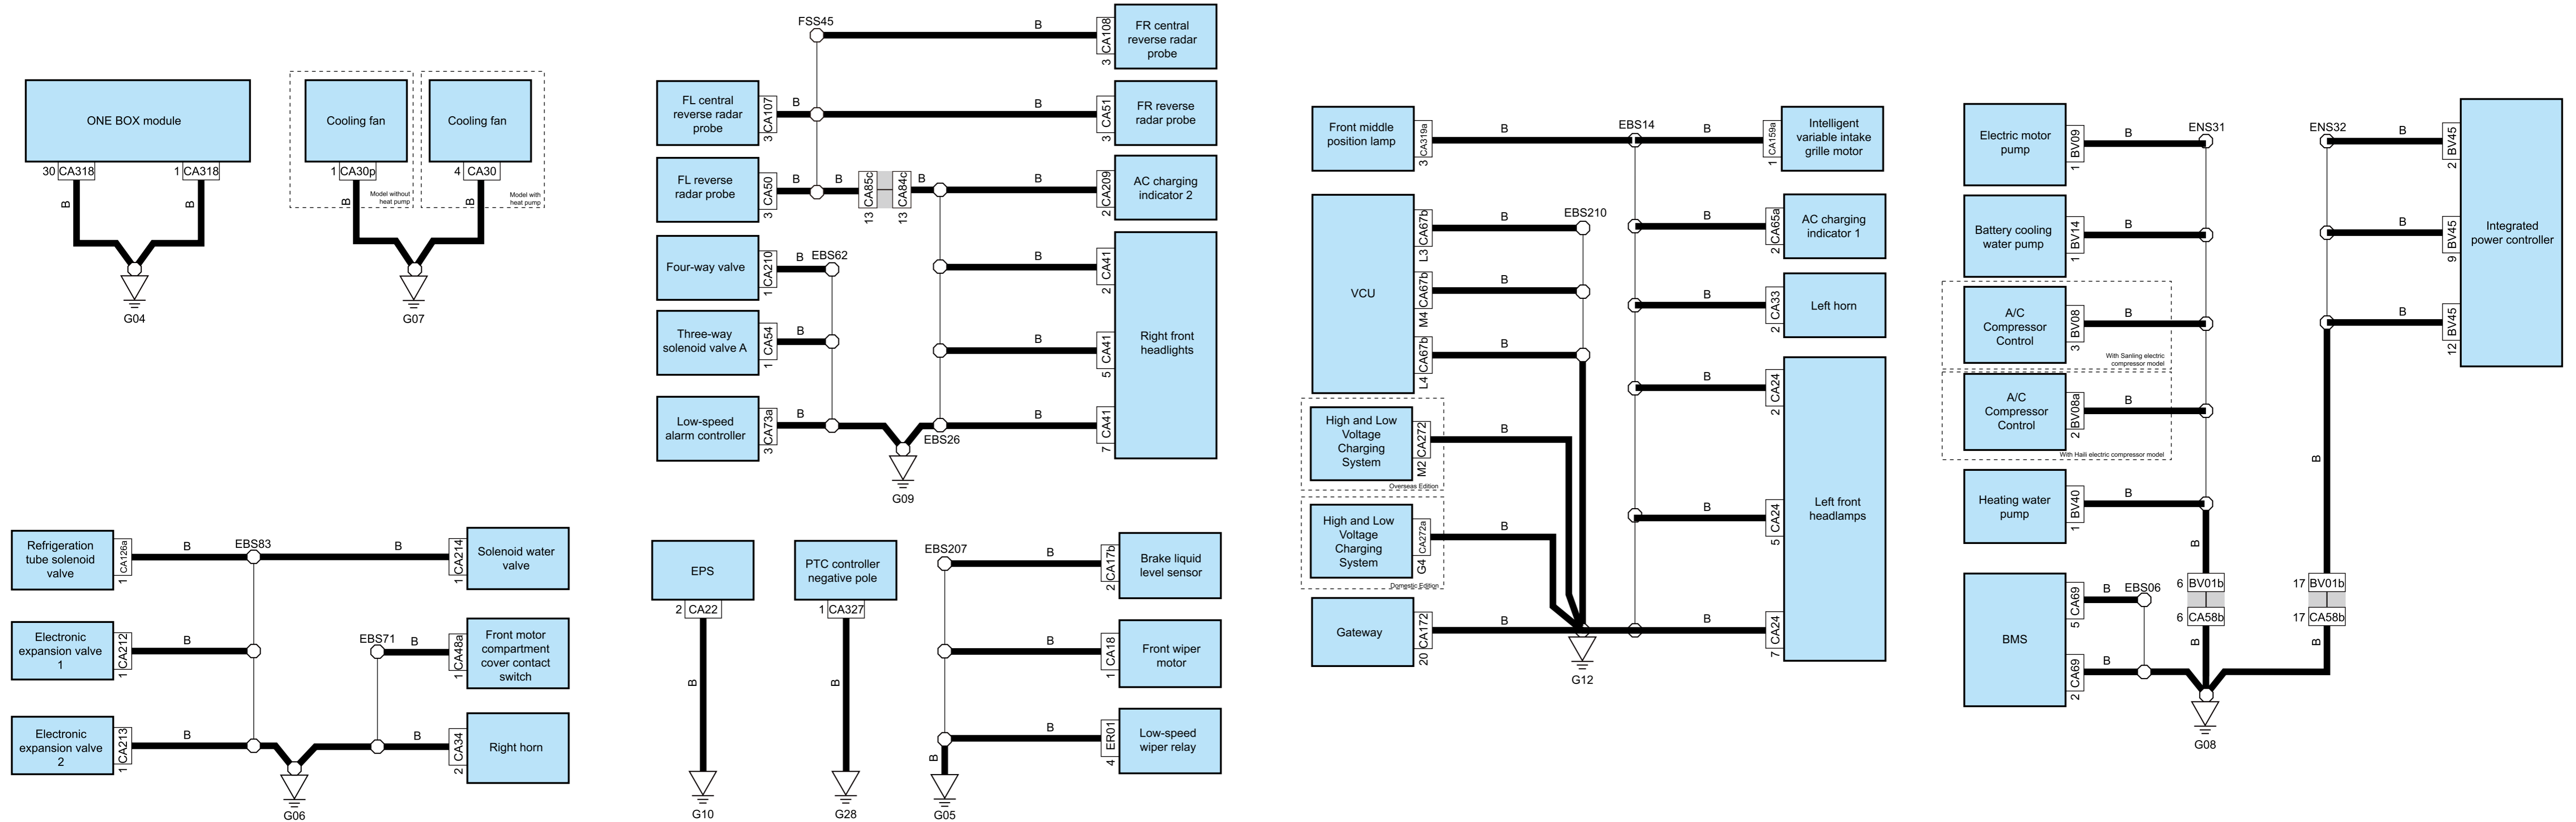 ONE BOX module
30 CA318
1 CA318
B
B
G04
Cooling fan
Cooling fan
1 CA30p
4 CA30
Model without
heat pump
Model with
heat pump
B
B
G07
Refrigeration
tube solenoid
valve
1 CA126a
B
EBS83
B
1 CA214
Solenoid water
valve
Electronic
expansion valve
1
1 CA212
B
EBS71
B
1 CA48a
Front motor
compartment
cover contact
switch
Electronic
expansion valve
2
1 CA213
B
B
2 CA34
Right horn
G06
FSS45
B
3 CA108
FR central
reverse radar
probe
FL central
reverse radar
probe
3 CA107
B
B
3 CA51
FR reverse
radar probe
FL reverse
radar probe
3 CA50
B
B
13 CA85c
13 CA84c
B
B
2 CA209
AC charging
indicator 2
Four-way valve
1 CA210
B
EBS62
B
2 CA41
Three-way
solenoid valve A
1 CA54
B
B
5 CA41
Right front
headlights
Low-speed
alarm controller
3 CA73a
B
EBS26
B
7 CA41
G09
EPS
2 CA22
B
G10
PTC controller
negative pole
1 CA327
B
G28
EBS207
B
2 CA17b
Brake liquid
level sensor
B
1 CA18
Front wiper
motor
B
4 ER01
Low-speed
wiper relay
B
G05
Front middle
position lamp
3 CA319a
B
EBS14
B
1 CA159a
Intelligent
variable intake
grille motor
VCU
L3 CA67b
B
EBS210
M4 CA67b
B
L4 CA67b
B
B
2 CA65a
AC charging
indicator 1
B
2 CA33
Left horn
B
2 CA24
High and Low
Voltage
Charging
System
M2 CA272
B
Overseas Edition
High and Low
Voltage
Charging
System
G4 CA272a
B
Domestic Edition
B
5 CA24
Left front
headlamps
Gateway
20 CA172
B
B
7 CA24
G12
Electric motor
pump
1 BV09
B
ENS31
ENS32
B
2 BV45
Battery cooling
water pump
1 BV14
B
B
9 BV45
Integrated
power controller
A/C
Compressor
Control
3 BV08
B
With Sanling electric
compressor model
B
12 BV45
A/C
Compressor
Control
2 BV08a
B
With Haili electric compressor model
Heating water
pump
1 BV40
B
B
B
6 BV01b
6 CA58b
B
17 BV01b
17 CA58b
B
BMS
5 CA69
B
EBS06
2 CA69
B
G08